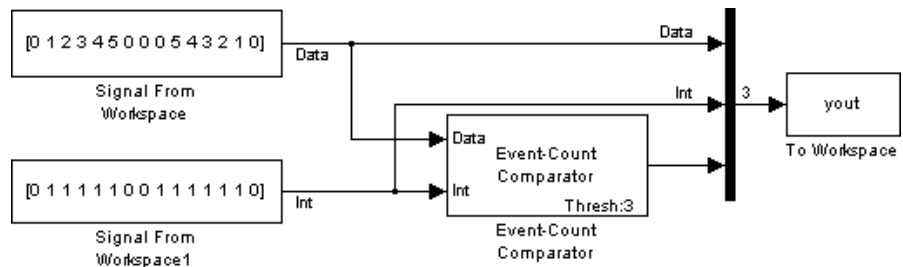 [0 1 2 3 4 5 0 0 0 5 4 3 2 1 0]
Data
Data
Signal From
Workspace
Int
3
yout
To Workspace
Data
Event-Count
Comparator
Int
Thresh:3
Event-Count
Comparator
[0 1 1 1 1 1 0 0 1 1 1 1 1 1 0]
Int
Signal From
Workspace1